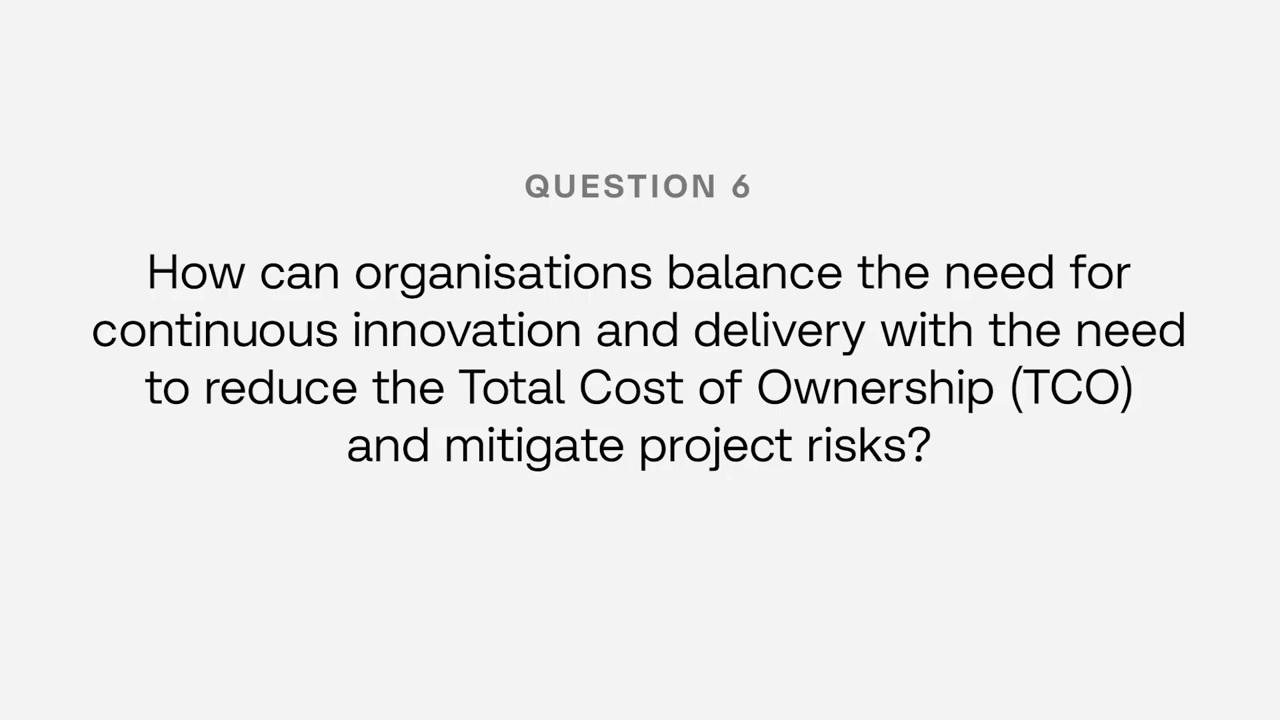 QUESTION 6
How can organisations balance the need for
continuous innovation and delivery with the need
to reduce the Total Cost of Ownership (TCO)
and mitigate project risks?